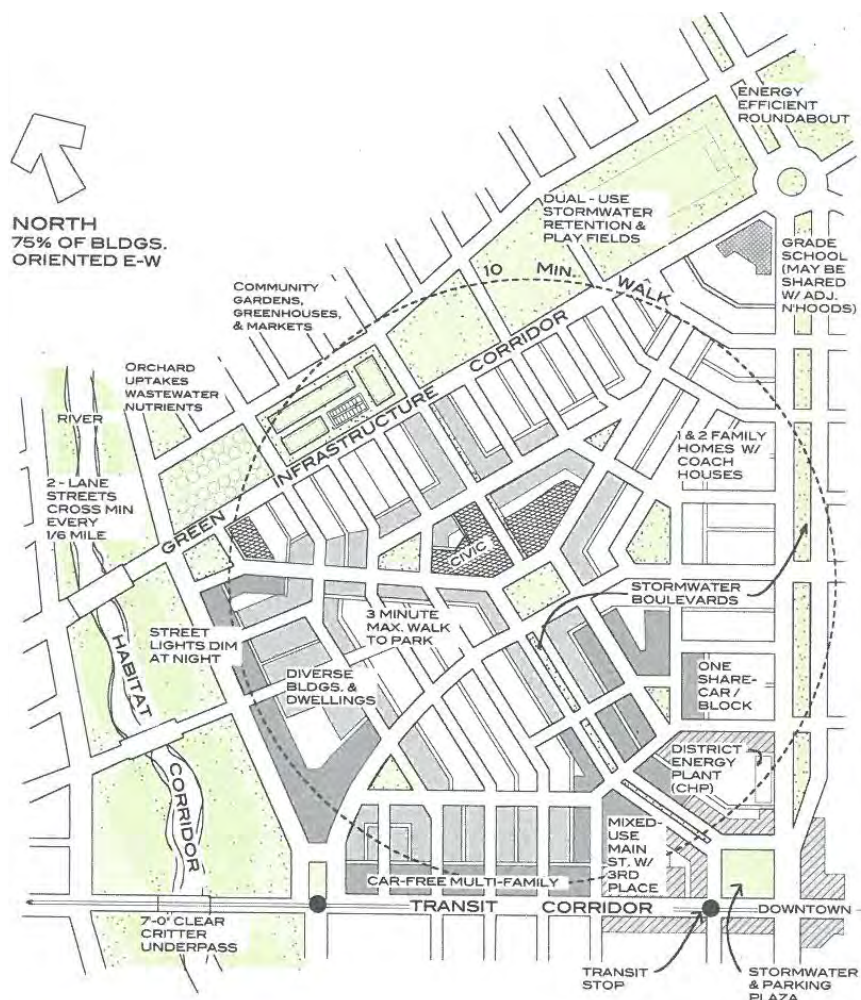 ENERGY
EFFICIENT
ROUNDABOUT
NORTH
75% OF BLDGS.
ORIENTED E-W
DUAL - USE
STORMWATER
RETENTION &
PLAY FIELDS
GRADE
SCHOOL
(MAY BE
SHARED
W/ ADJ.
N'HOODS)
10 MIN. WALK
COMMUNITY
GARDENS,
GREENHOUSES,
& MARKETS
ORCHARD
UPTAKES
WASTEWATER
NUTRIENTS
RIVER
GREEN INFRASTRUCTURE CORRIDOR
2 - LANE
STREETS
CROSS MIN
EVERY
1/6 MILE
1 & 2 FAMILY
HOMES W/
COACH
HOUSES
CIVIC
STORMWATER
BOULEVARDS
3 MINUTE
MAX. WALK
TO PARK
STREET
LIGHTS DIM
AT NIGHT
HABITAT CORRIDOR
DIVERSE
BLDGS. &
DWELLINGS
ONE
SHARE-
CAR /
BLOCK
DISTRICT
ENERGY
PLANT
(CHP)
MIXED-
USE
MAIN
ST. W/
3RD
PLACE
CAR-FREE MULTI-FAMILY
TRANSIT CORRIDOR
DOWNTOWN
7'-0' CLEAR
CRITTER
UNDERPASS
TRANSIT
STOP
STORMWATER
& PARKING
PLAZA